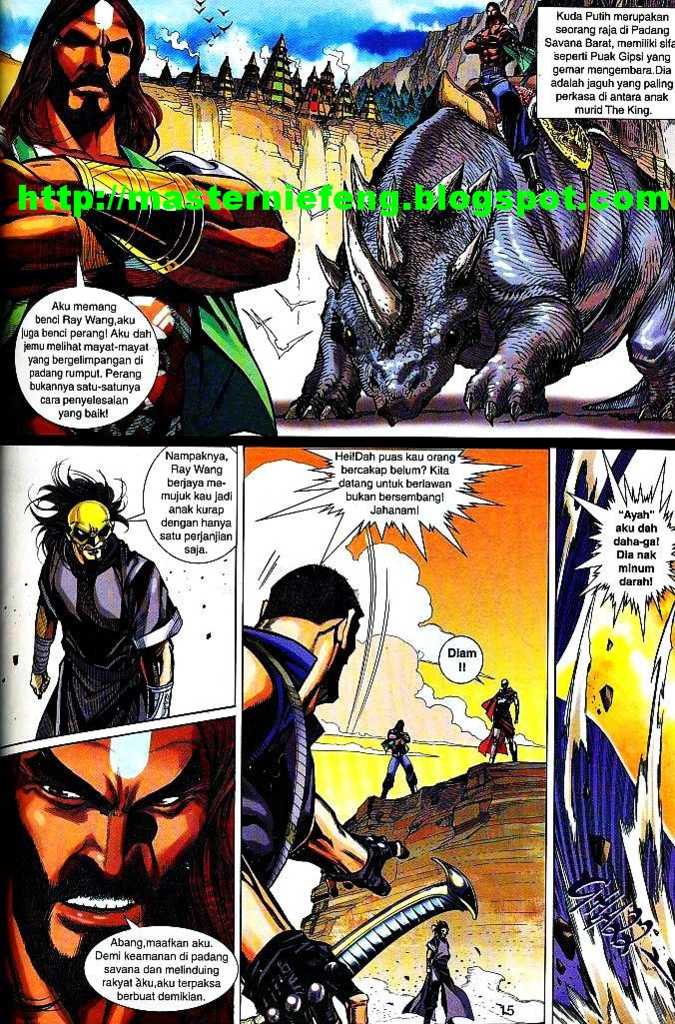 Kuda Putih merupakan
seorang raja di Padang
Savana Barat, memiliki sifa
seperti Puak Gipsi yang
gemar mengembara.Dia
adalah jaguh yang paling
perkasa di antara anak
murid The King.
http://masterniefeng.blogspot.com
Aku memang
benci Ray Wang,aku
juga benci perang! Aku dah
jemu melihat mayat-mayat
yang bergelimpangan di
padang rumput. Perang
bukannya satu-satunya
cara penyelesaian
yang baik!
Nampaknya,
Ray Wang
berjaya me-
mujuk kau jadi
anak kurap
dengan hanya
satu perjanjian
saja.
Hei!Dah puas kau orang
bercakap belum? Kita
datang untuk berlawan
bukan bersembang!
Jahanam!
Diam
!!
"Ayah"
aku dah
daha-ga!
Dia nak
minum
darah!
Abang,maafkan aku.
Demi keamanan di padang
savana dan melinduing
rakyat aku,aku terpaksa
berbuat demikian.
15